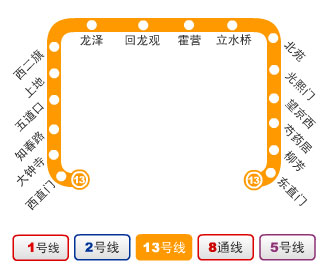 龙泽
回龙观
霍营
立水桥
北苑
光熙门
望京西
芍药居
柳芳
东直门
西二旗
上地
五道口
知春路
大钟寺
西直门
13
13
1号线
2号线
13号线
8通线
5号线